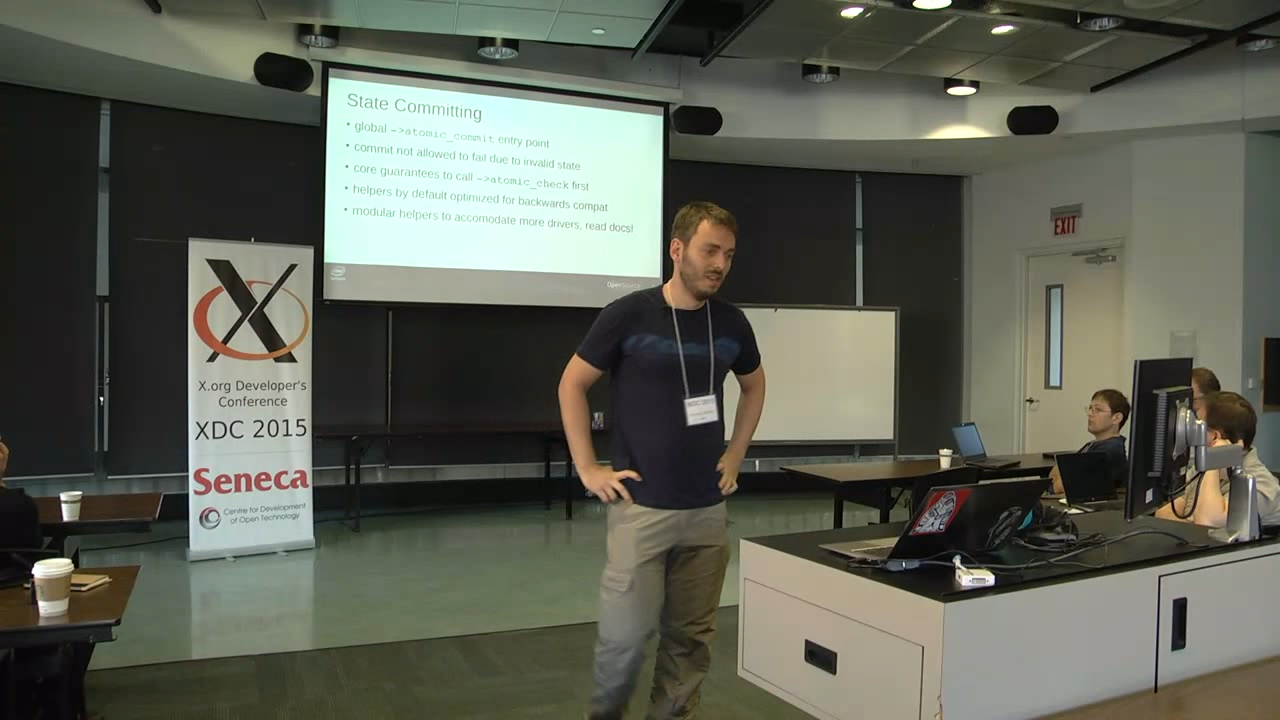 State Committing
• global ->atomic_commit entry point
• commit not allowed to fail due to invalid state
• core guarantees to call ->atomic_check first
• helpers by default optimized for backwards compat
• modular helpers to accomodate more drivers, read docs!
X.org Developer's
Conference
XDC 2015
Seneca
Centre for Development
of Open Technology
EXIT